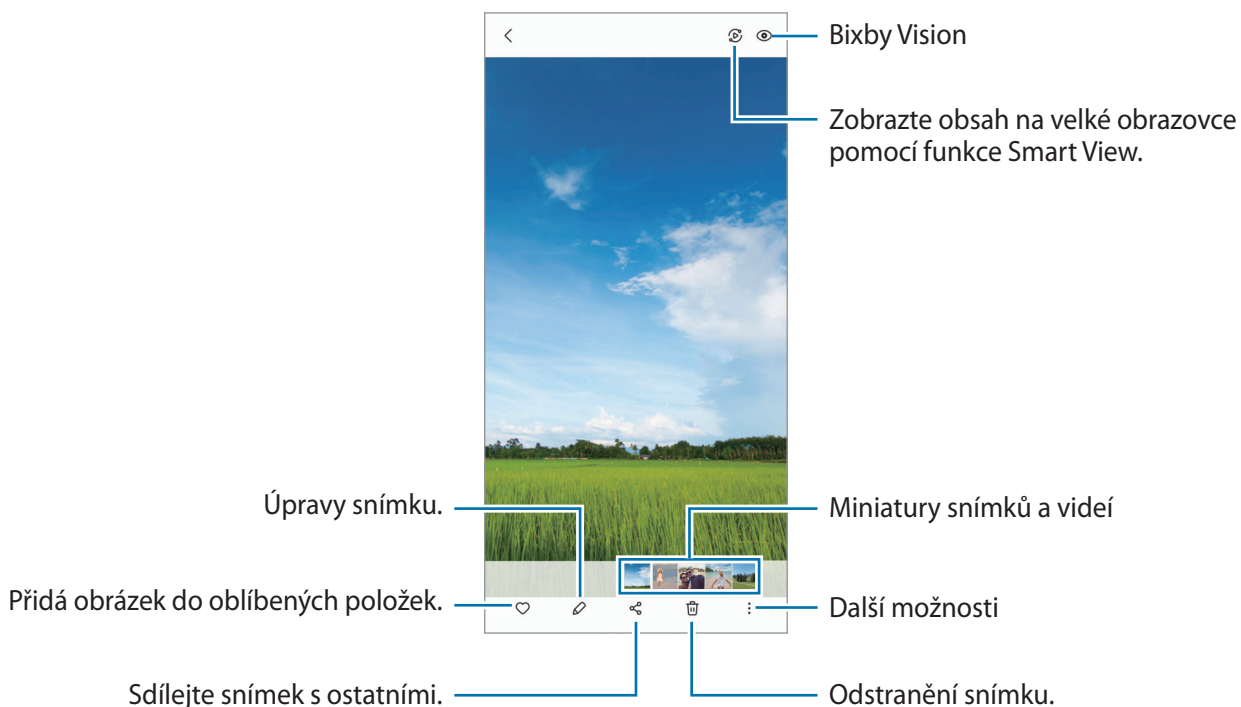 Bixby Vision
Zobrazte obsah na velké obrazovce
pomocí funkce Smart View.
Úpravy snímku.
Miniatury snímků a videí
Přidá obrázek do oblíbených položek.
Další možnosti
Sdílejte snímek s ostatními.
Odstranění snímku.